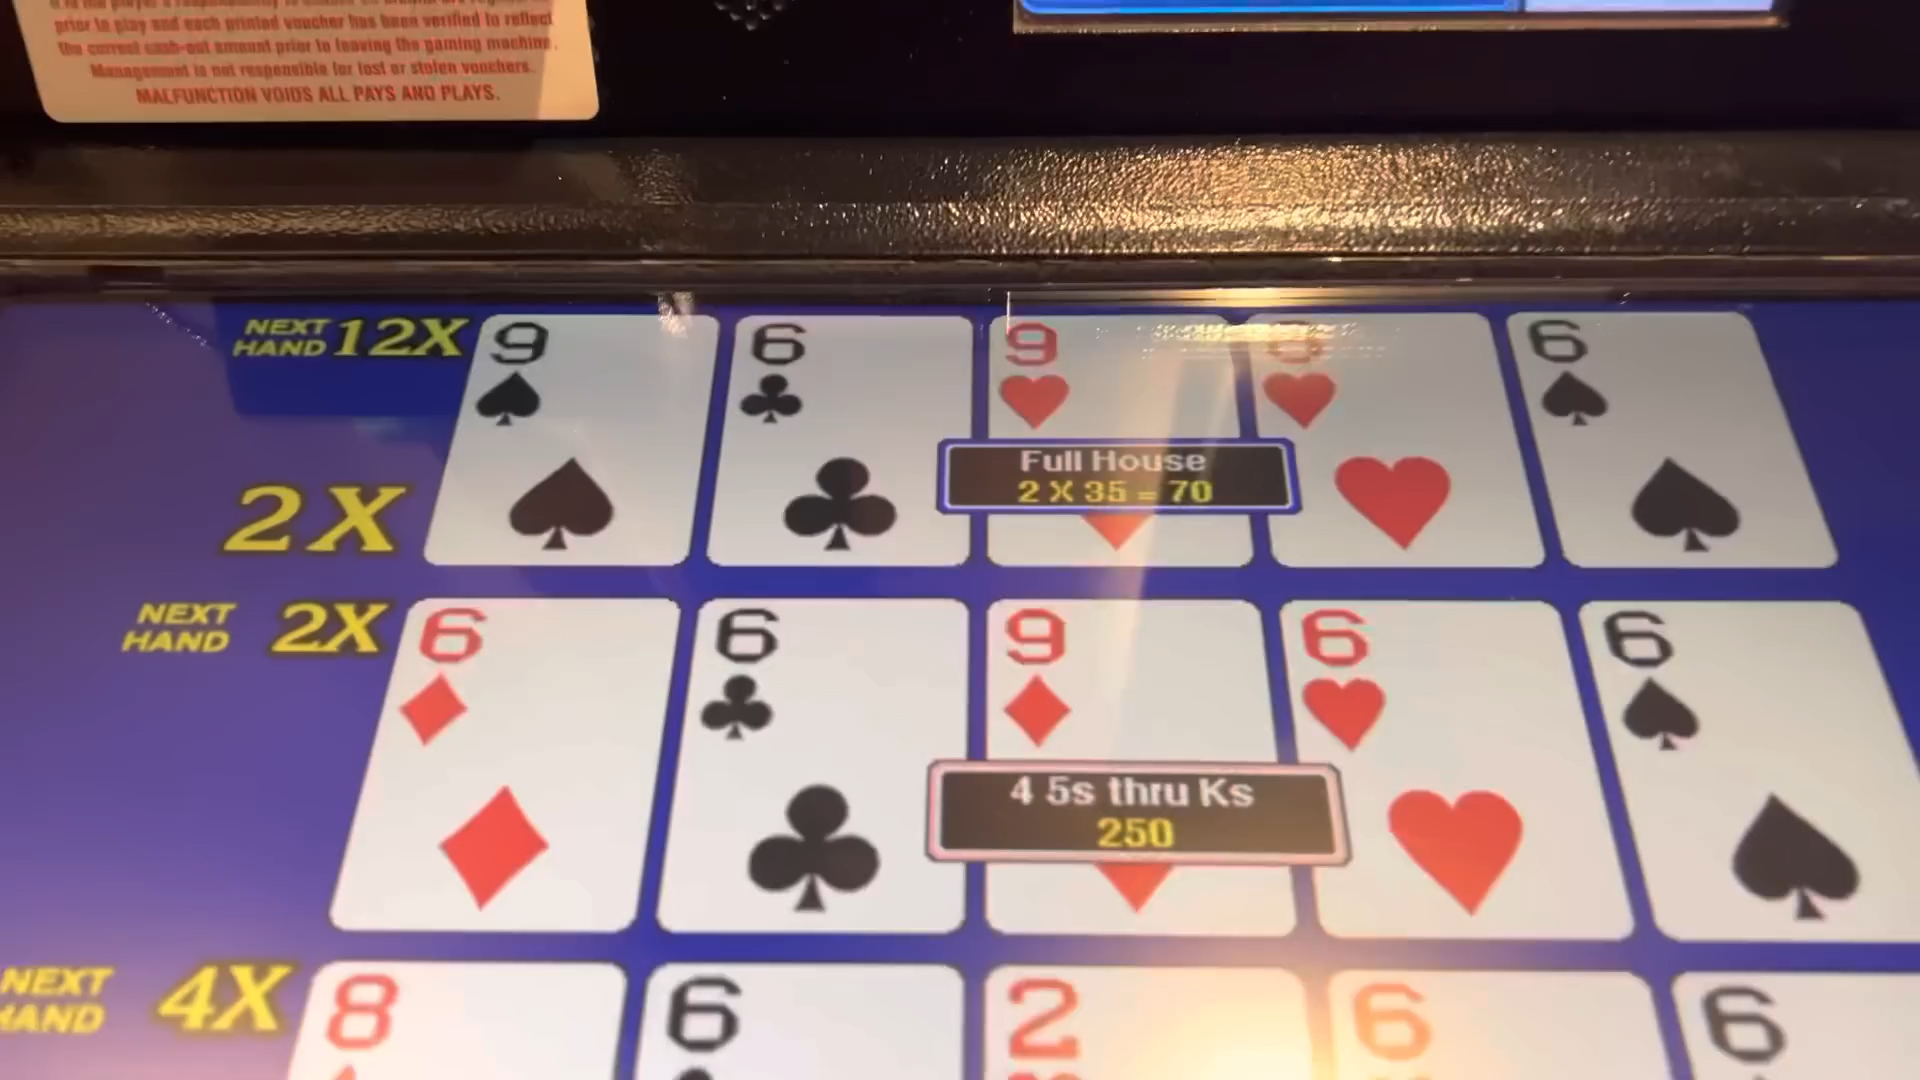 prior to play and each printed voucher has been verified to reflect
the correct cash-out amount prior to leaving the gaming machine.
Management is not responsible for lost or stolen vouchers.
MALFUNCTION VOIDS ALL PAYS AND PLAYS.
NEXT HAND 12X
9 6 9 6 6
Full House
2 X 35 = 70
2X
NEXT HAND 2X
6 6 9 6 6
4 5s thru Ks
250
NEXT HAND 4X
8 6 2 6 6